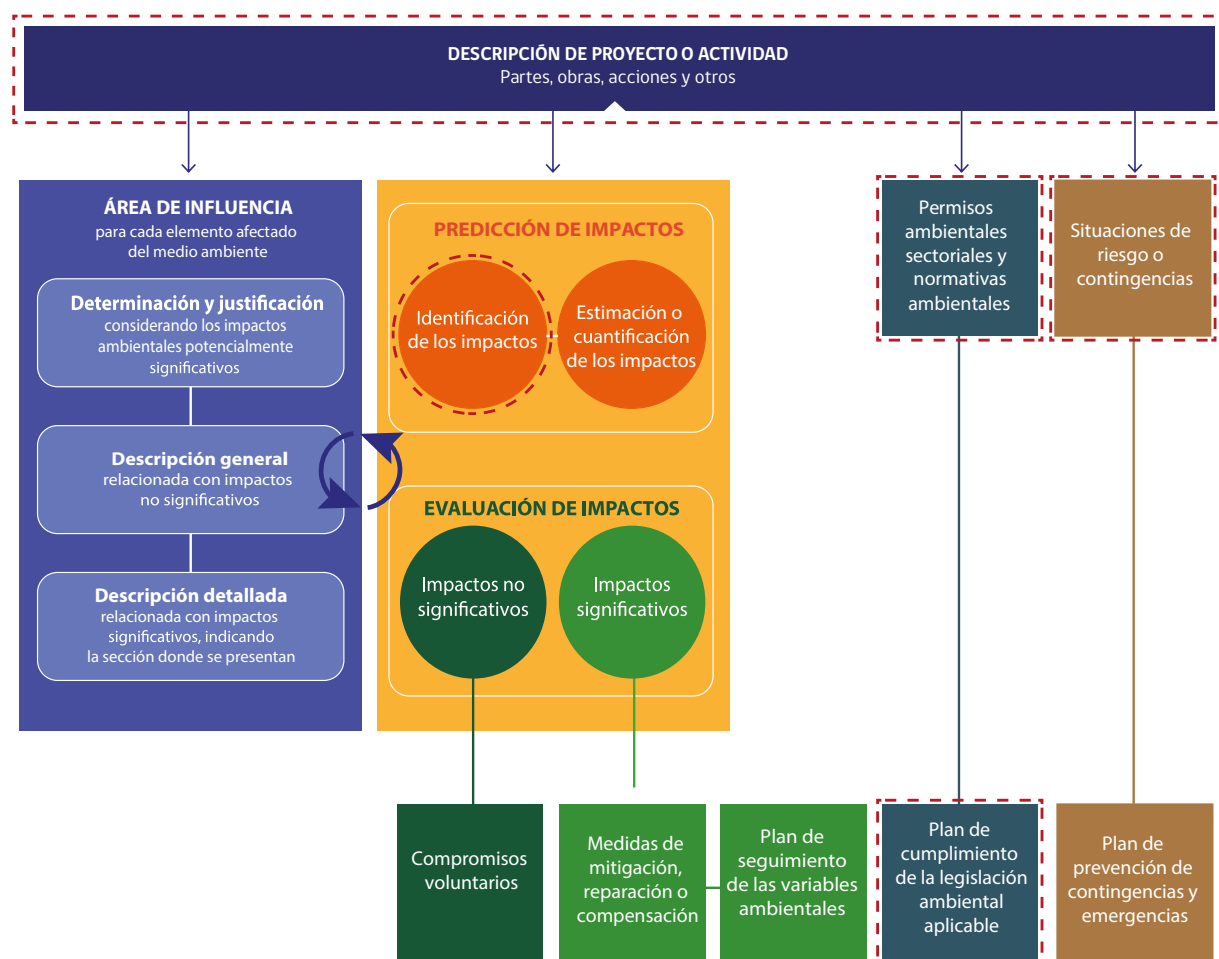 DESCRIPCIÓN DE PROYECTO O ACTIVIDAD
Partes, obras, acciones y otros
ÁREA DE INFLUENCIA
para cada elemento afectado
del medio ambiente
Determinación y justificación
considerando los impactos
ambientales potencialmente
significativos
Descripción general
relacionada con impactos
no significativos
Descripción detallada
relacionada con impactos
significativos, indicando
la sección donde se presentan
PREDICCIÓN DE IMPACTOS
Identificación
de los impactos
Estimación o
cuantificación
de los impactos
EVALUACIÓN DE IMPACTOS
Impactos no
significativos
Impactos
significativos
Permisos
ambientales
sectoriales y
normativas
ambientales
Situaciones de
riesgo o
contingencias
Compromisos
voluntarios
Medidas de
mitigación,
reparación o
compensación
Plan de
seguimiento
de las variables
ambientales
Plan de
cumplimiento
de la legislación
ambiental
aplicable
Plan de
prevención de
contingencias y
emergencias